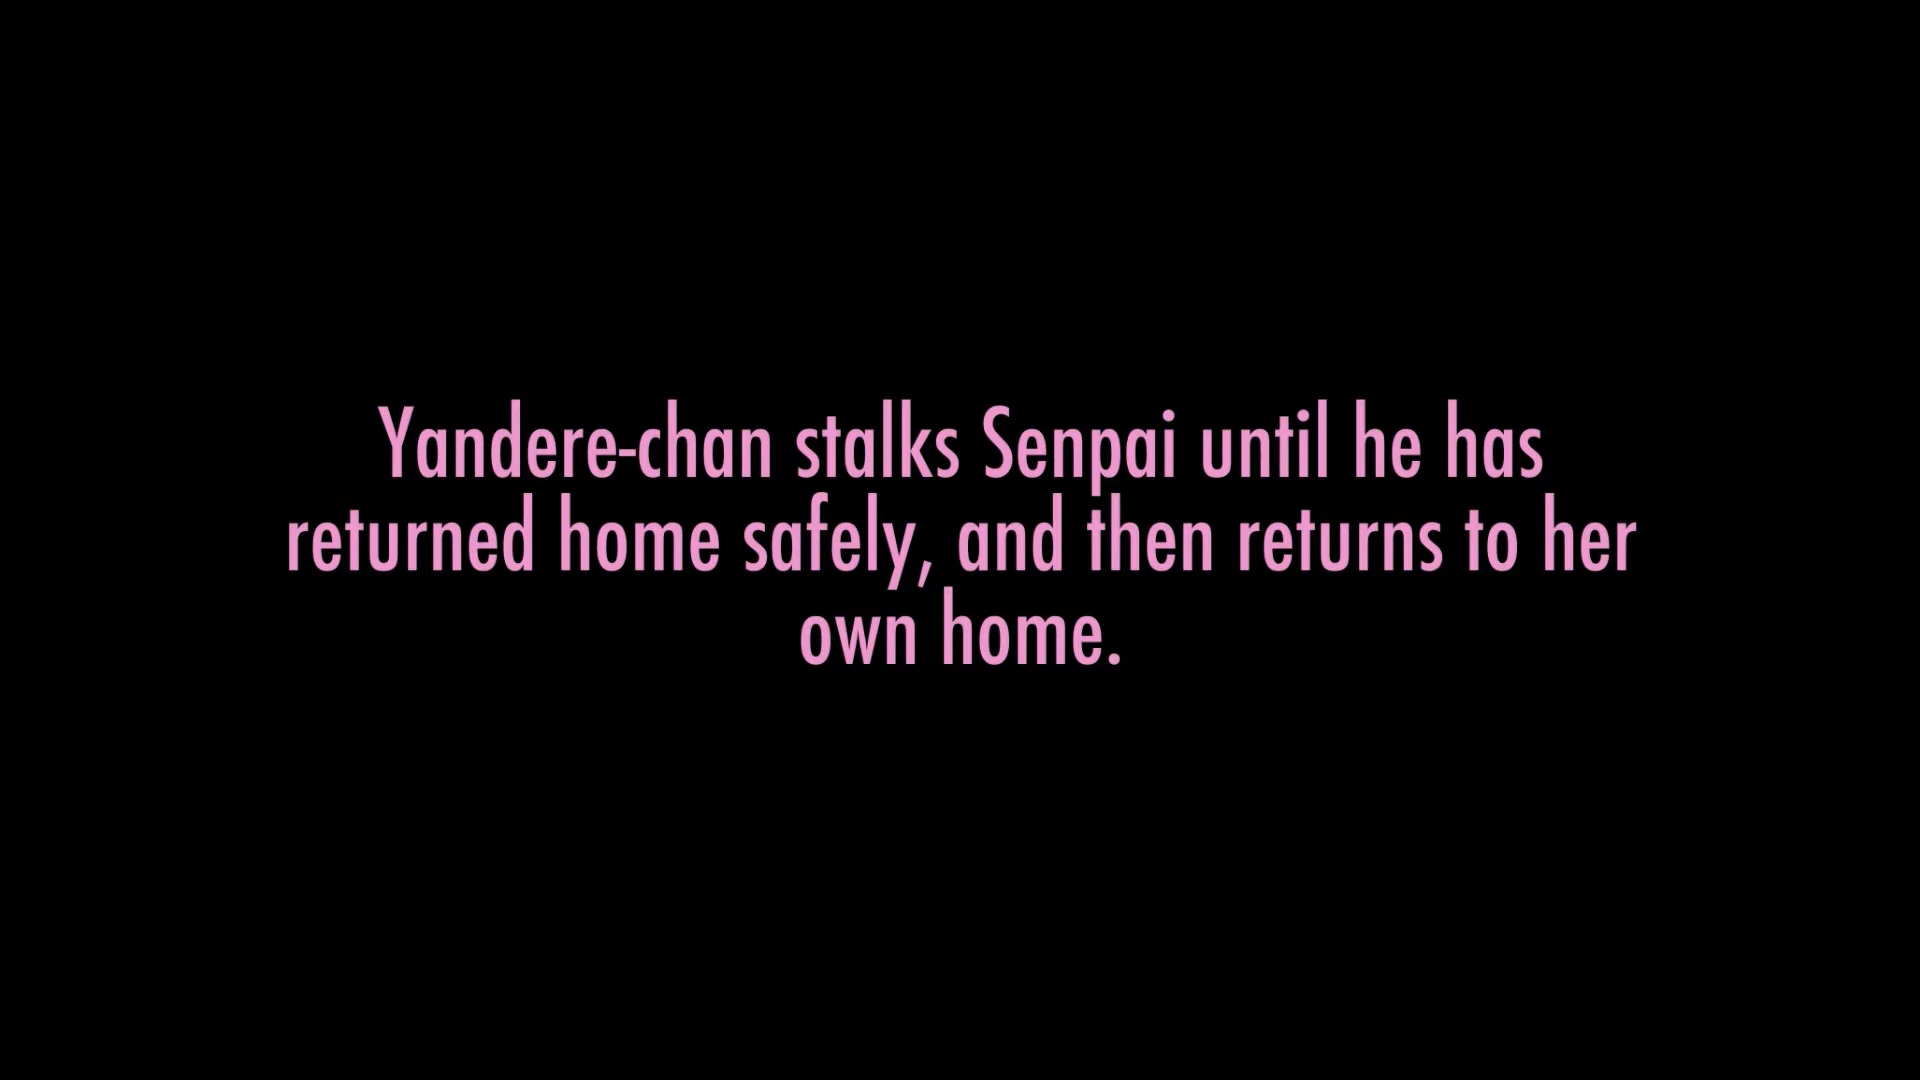 Yandere-chan stalks Senpai until he has
returned home safely, and then returns to her
own home.